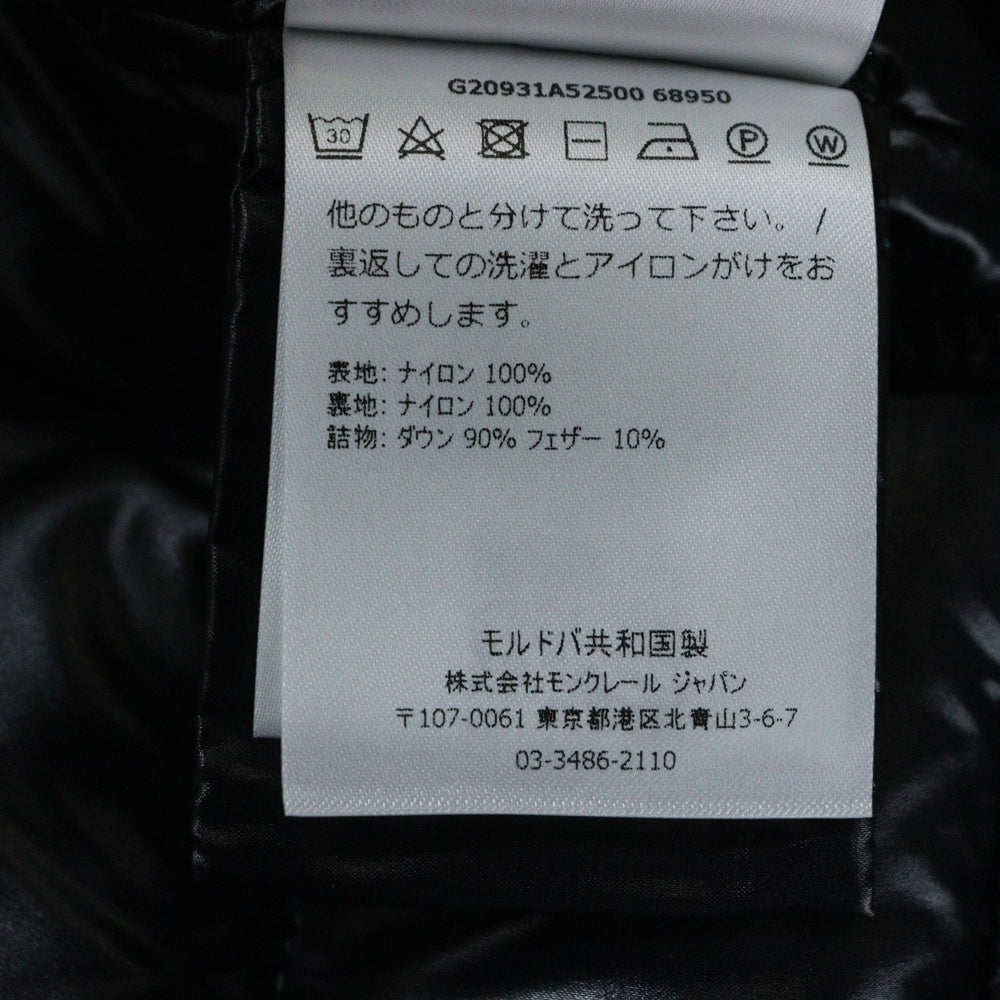 G20931A52500 68950
30 P W
他のものと分けて洗って下さい。 /
裏返しての洗濯とアイロンがけをお
すすめします。
表地: ナイロン 100%
裏地: ナイロン 100%
詰物: ダウン 90% フェザー 10%
モルドバ共和国製
株式会社モンクレール ジャパン
〒107-0061 東京都港区北青山3-6-7
03-3486-2110